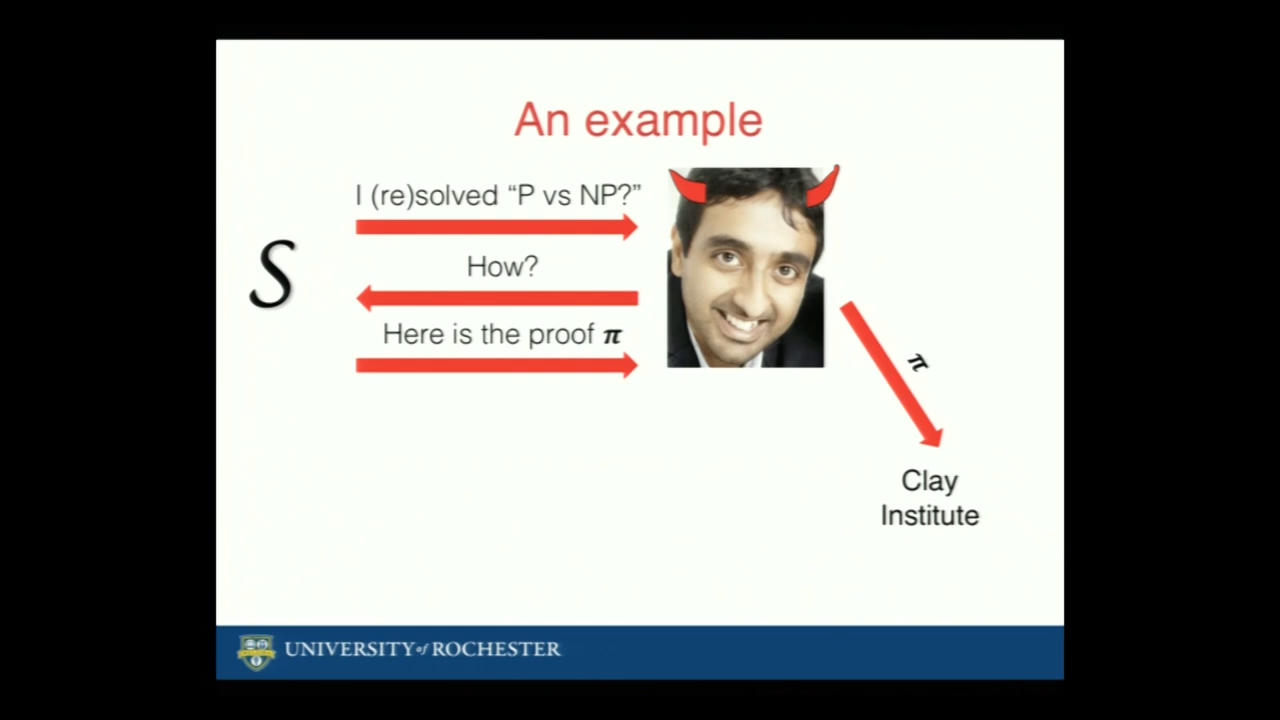 An example
I (re)solved “P vs NP?”
How?
Here is the proof π
S
π
Clay
Institute
UNIVERSITY of ROCHESTER